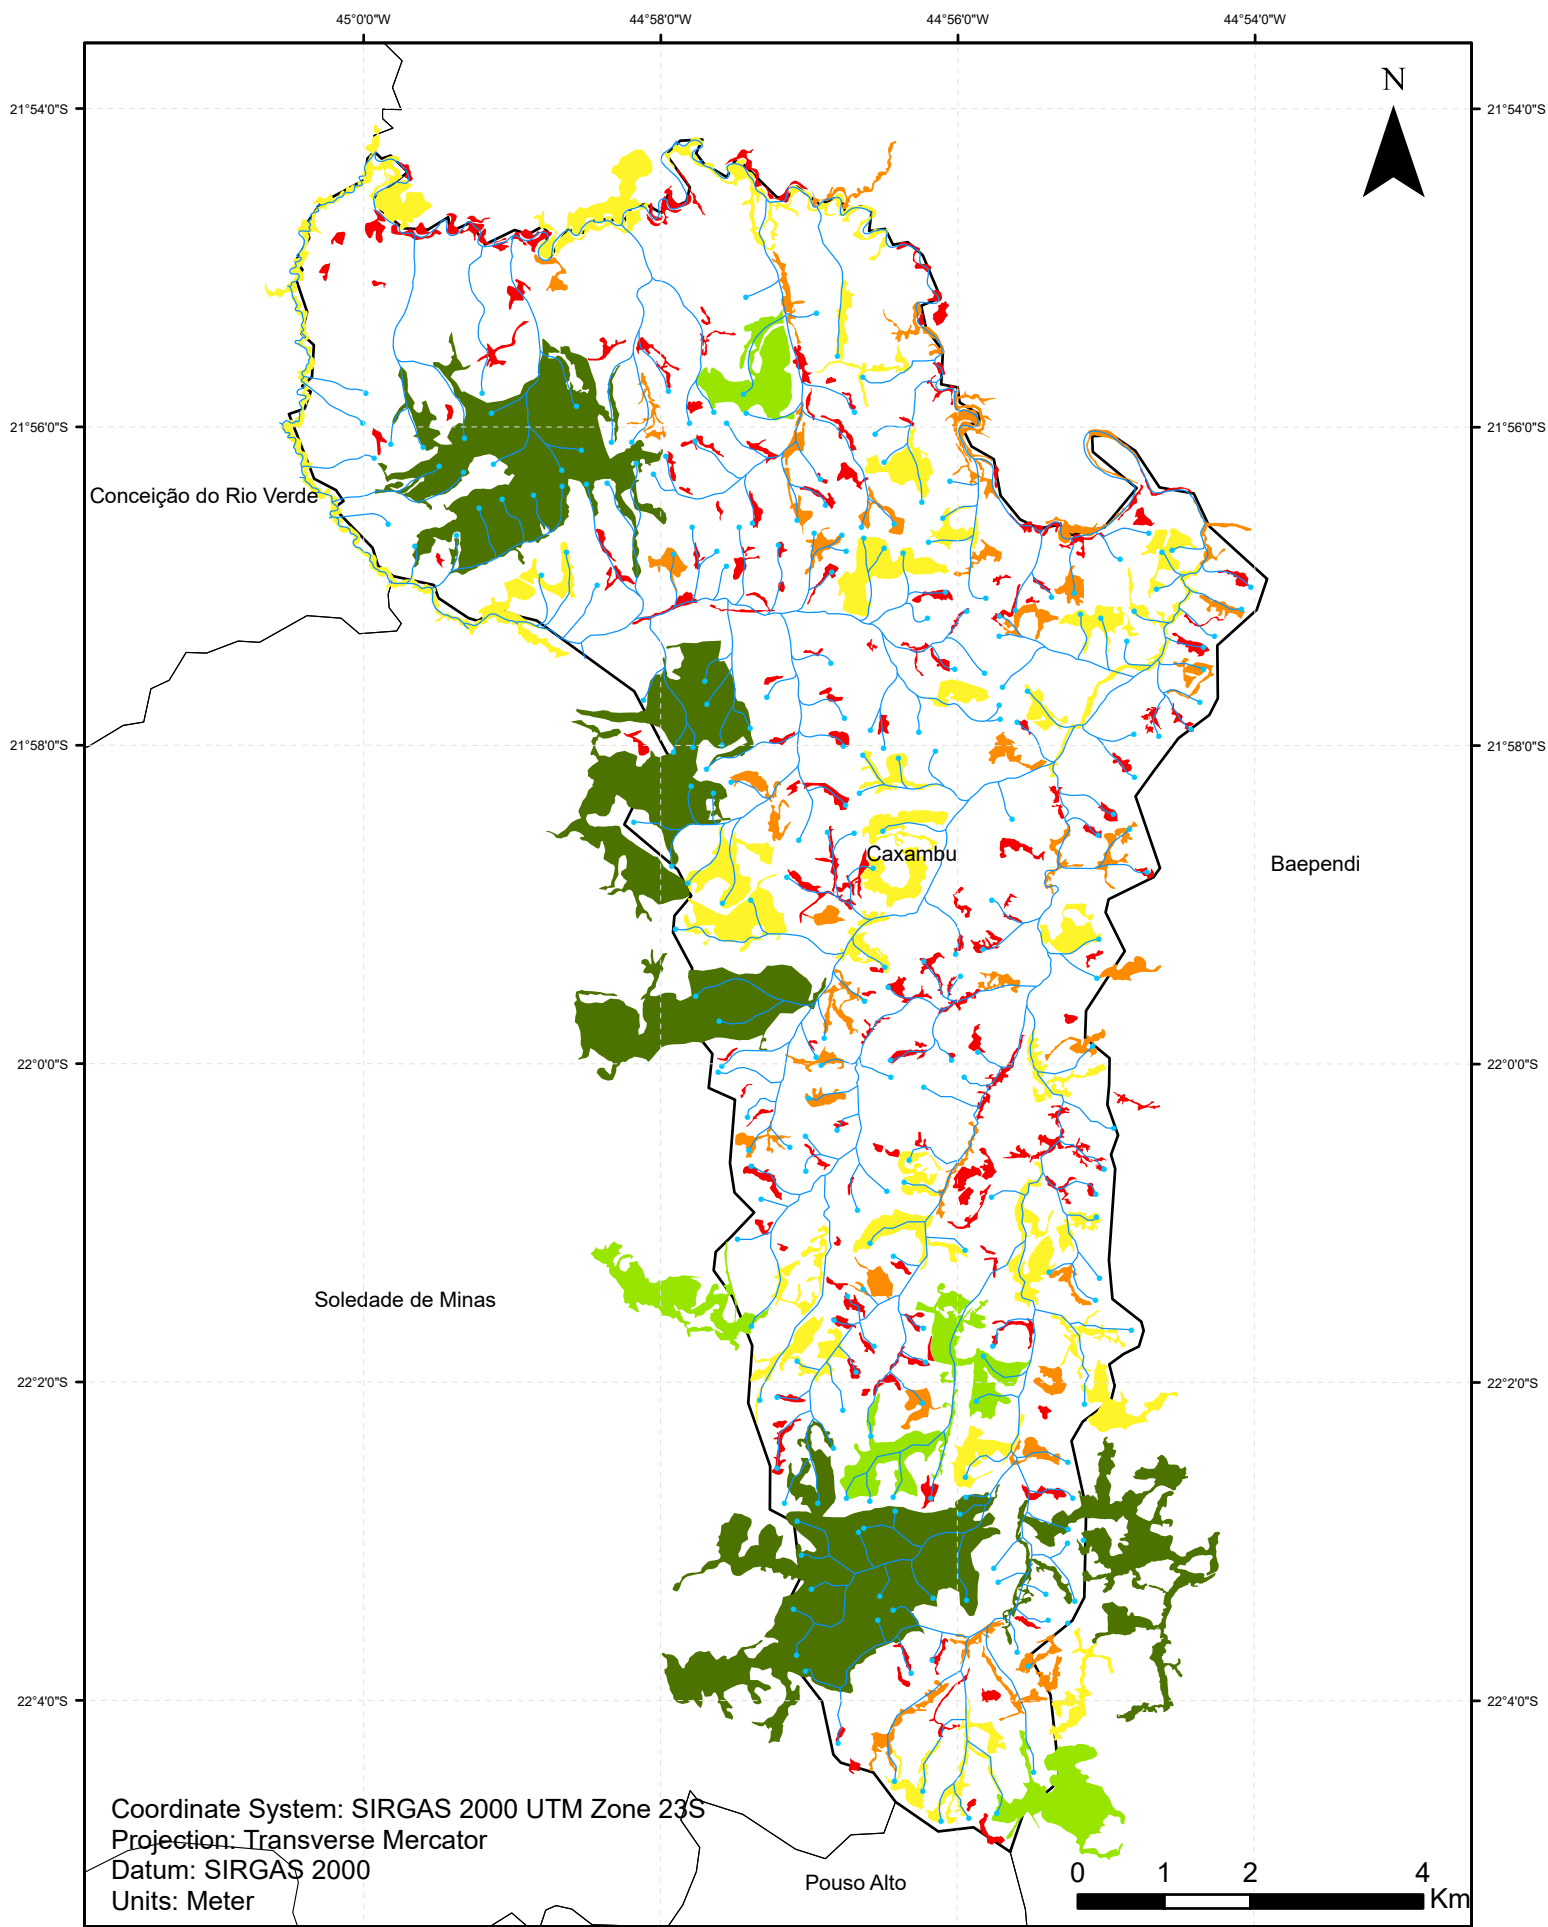 45°0'0"W 44°58'0"W 44°56'0"W 44°54'0"W
N
21°54'0"S 21°54'0"S
21°56'0"S 21°56'0"S
Conceição do Rio Verde
21°58'0"S 21°58'0"S
Caxambu
Baependi
22°0'0"S 22°0'0"S
Soledade de Minas
22°2'0"S 22°2'0"S
22°4'0"S 22°4'0"S
Coordinate System: SIRGAS 2000 UTM Zone 23S
Projection: Transverse Mercator
Datum: SIRGAS 2000
Units: Meter
Pouso Alto
0 1 2 4
Km